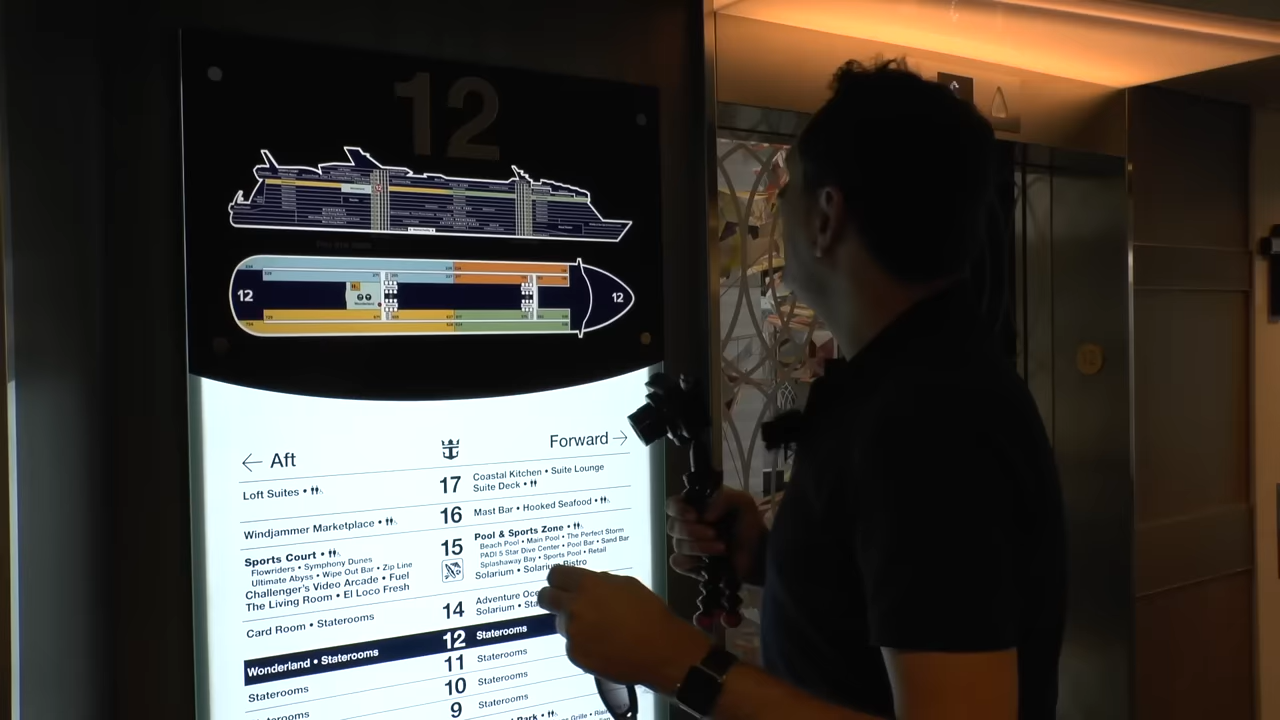 12
12
12
← Aft
Forward →
Loft Suites •
17
Coastal Kitchen • Suite Lounge
Suite Deck •
Windjammer Marketplace •
16
Mast Bar • Hooked Seafood •
Sports Court •
Flowriders • Symphony Dunes
Ultimate Abyss • Wipe Out Bar • Zip Line
Challenger's Video Arcade • Fuel
The Living Room • El Loco Fresh
15
Pool & Sports Zone •
Beach Pool • Main Pool • The Perfect Storm
PADI 5 Star Dive Center • Pool Bar • Sand Bar
Splashaway Bay • Sports Pool • Retail
Solarium • Solarium Bistro
Card Room • Staterooms
14
Adventure
Solarium •
Wonderland • Staterooms
12
Staterooms
Staterooms
11
Staterooms
10
Staterooms
9
Staterooms
12